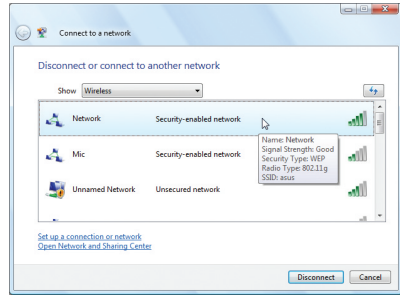 Connect to a network
Disconnect or connect to another network
Show Wireless
Network Security-enabled network
Name: Network
Signal Strength: Good
Security Type: WEP
Radio Type: 802.11g
SSID: asus
Mic Security-enabled network
Unnamed Network Unsecured network
Set up a connection or network
Open Network and Sharing Center
Disconnect Cancel